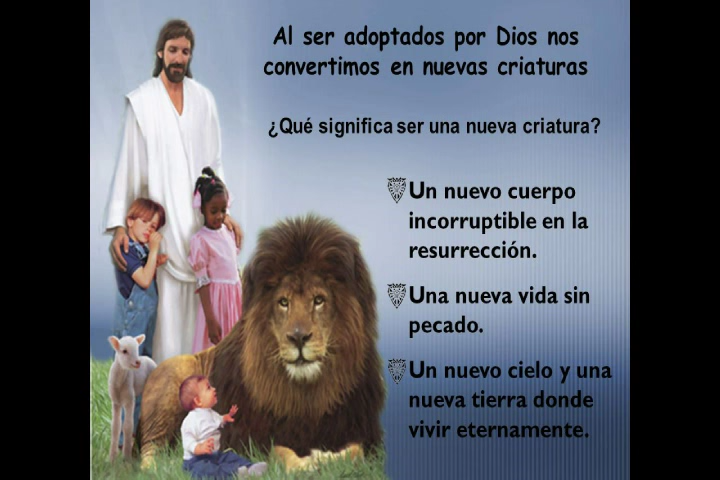 Al ser adoptados por Dios nos
convertimos en nuevas criaturas
¿Qué significa ser una nueva criatura?
Un nuevo cuerpo
incorruptible en la
resurrección.
Una nueva vida sin
pecado.
Un nuevo cielo y una
nueva tierra donde
vivir eternamente.